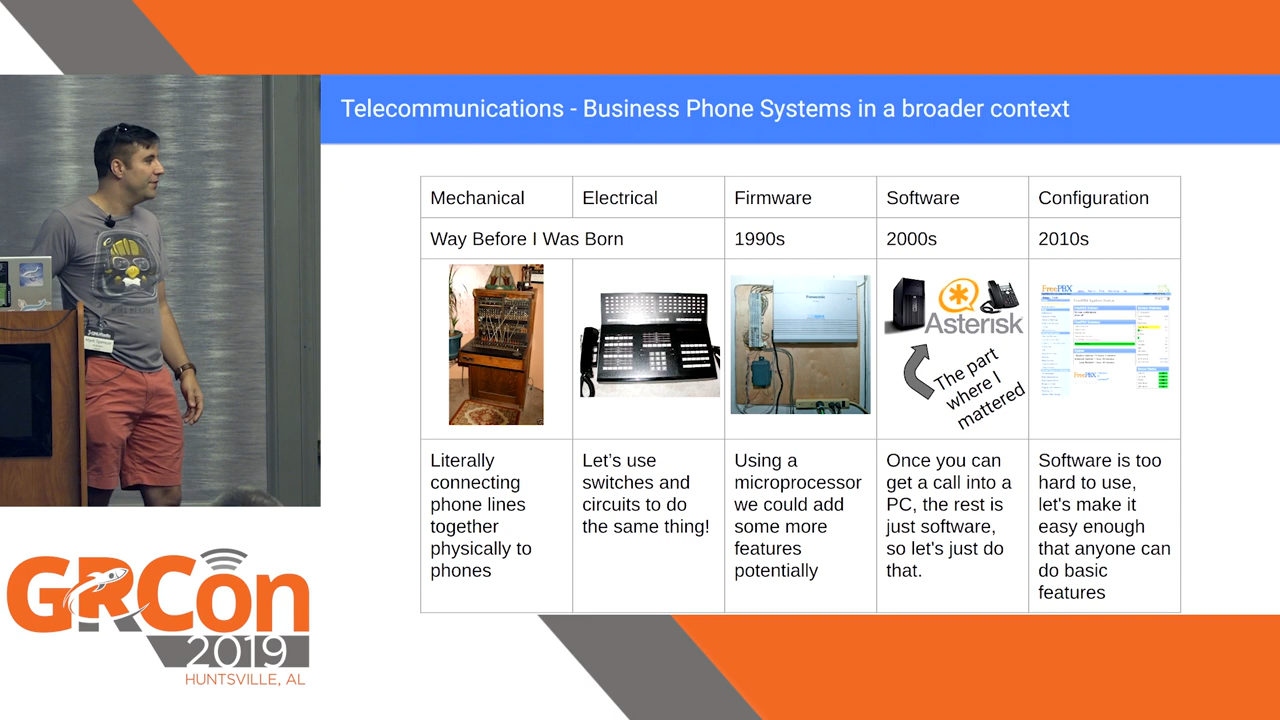 Telecommunications - Business Phone Systems in a broader context
Mechanical
Electrical
Firmware
Software
Configuration
Way Before I Was Born
1990s
2000s
2010s
Panasonic
Asterisk
The part
where I
mattered
FreePBX
FreePBX
Literally
connecting
phone lines
together
physically to
phones
Let's use
switches and
circuits to do
the same thing!
Using a
microprocessor
we could add
some more
features
potentially
Once you can
get a call into a
PC, the rest is
just software,
so let's just do
that.
Software is too
hard to use,
let's make it
easy enough
that anyone can
do basic
features
GRCon
2019
HUNTSVILLE, AL